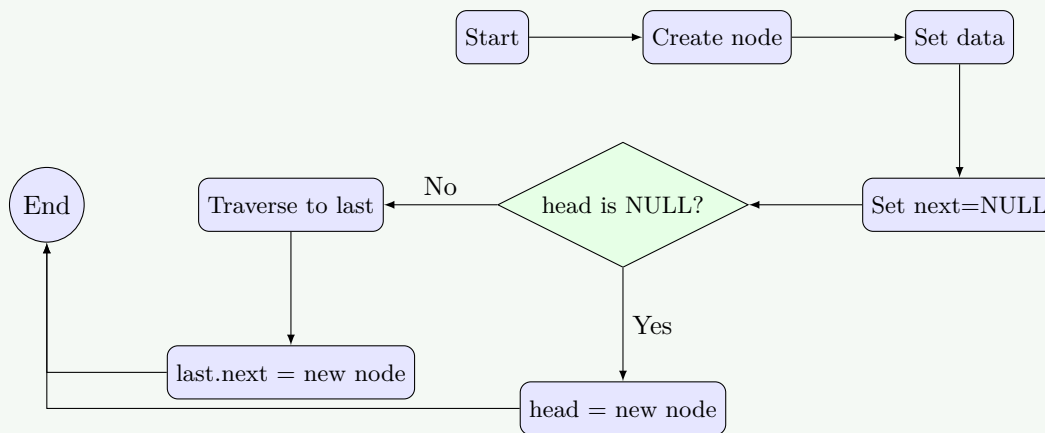 Start
Create node
Set data
Set next=NULL
head is NULL?
No
Traverse to last
End
Yes
last.next = new node
head = new node